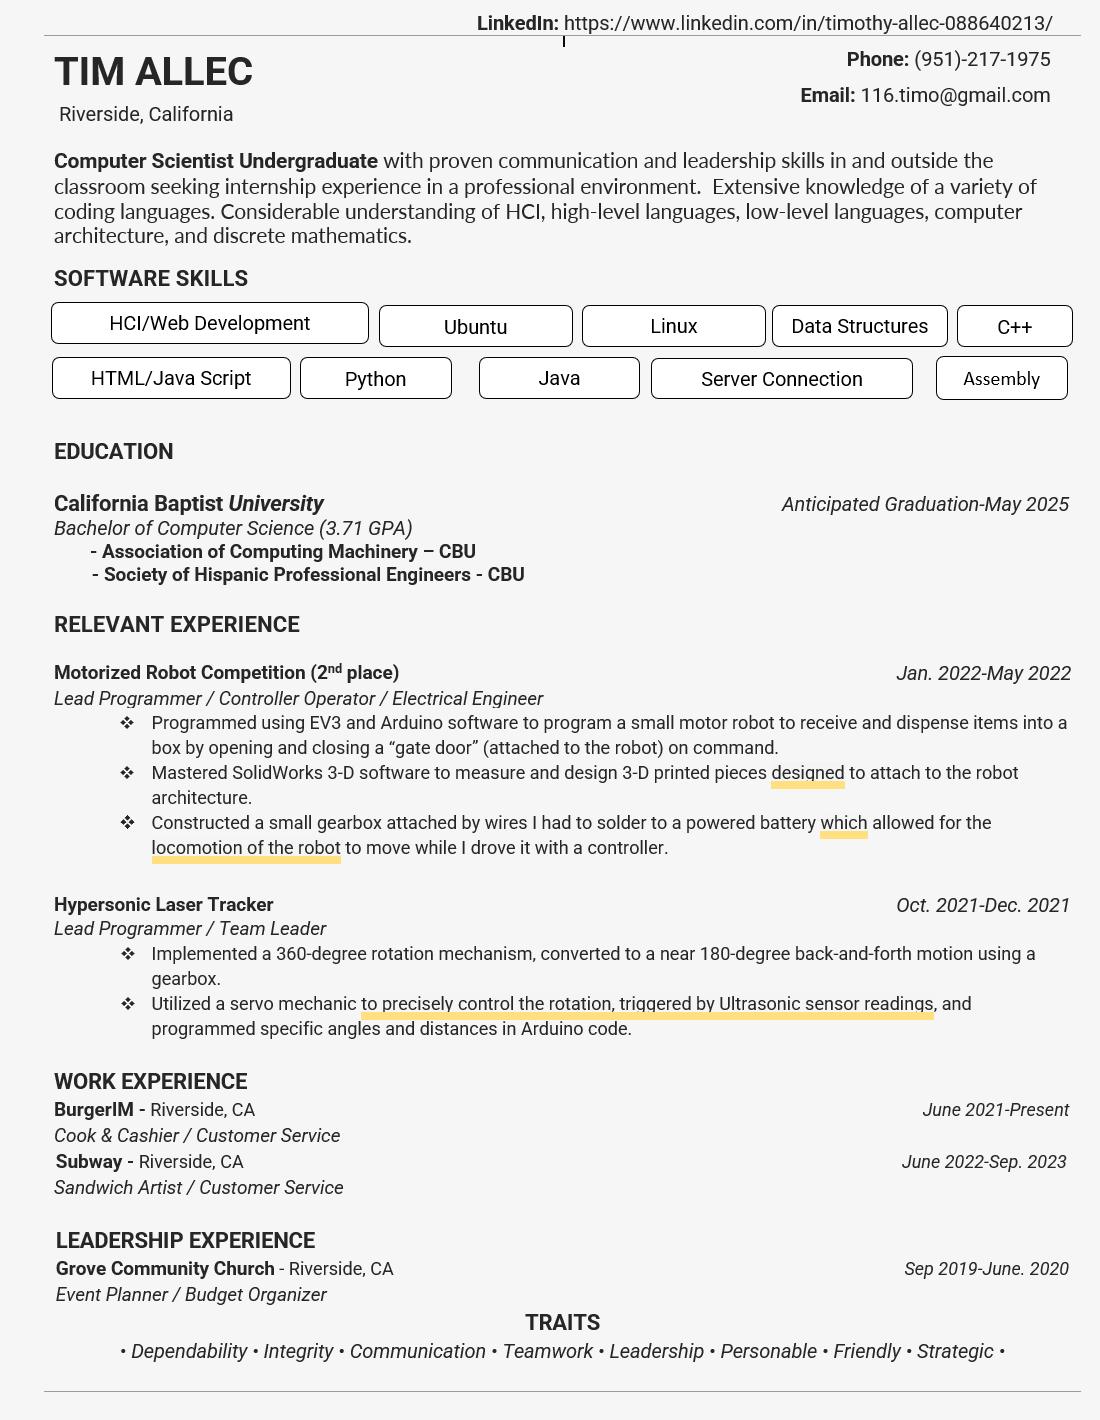 LinkedIn: https://www.linkedin.com/in/timothy-allec-088640213/
TIM ALLEC
Phone: (951)-217-1975
Email: 116.timo@gmail.com
Riverside, California
Computer Scientist Undergraduate with proven communication and leadership skills in and outside the
classroom seeking internship experience in a professional environment.  Extensive knowledge of a variety of
coding languages. Considerable understanding of HCI, high-level languages, low-level languages, computer
architecture, and discrete mathematics.
SOFTWARE SKILLS
HCI/Web Development Ubuntu Linux Data Structures C++
HTML/Java Script Python Java Server Connection Assembly
EDUCATION
California Baptist University Anticipated Graduation-May 2025
Bachelor of Computer Science (3.71 GPA)
- Association of Computing Machinery – CBU
- Society of Hispanic Professional Engineers - CBU
RELEVANT EXPERIENCE
Motorized Robot Competition (2nd place) Jan. 2022-May 2022
Lead Programmer / Controller Operator / Electrical Engineer
❖ Programmed using EV3 and Arduino software to program a small motor robot to receive and dispense items into a
box by opening and closing a “gate door” (attached to the robot) on command.
❖ Mastered SolidWorks 3-D software to measure and design 3-D printed pieces designed to attach to the robot
architecture.
❖ Constructed a small gearbox attached by wires I had to solder to a powered battery which allowed for the
locomotion of the robot to move while I drove it with a controller.
Hypersonic Laser Tracker Oct. 2021-Dec. 2021
Lead Programmer / Team Leader
❖ Implemented a 360-degree rotation mechanism, converted to a near 180-degree back-and-forth motion using a
gearbox.
❖ Utilized a servo mechanic to precisely control the rotation, triggered by Ultrasonic sensor readings, and
programmed specific angles and distances in Arduino code.
WORK EXPERIENCE
BurgerIM - Riverside, CA June 2021-Present
Cook & Cashier / Customer Service
Subway - Riverside, CA June 2022-Sep. 2023
Sandwich Artist / Customer Service
LEADERSHIP EXPERIENCE
Grove Community Church - Riverside, CA Sep 2019-June. 2020
Event Planner / Budget Organizer
TRAITS
• Dependability • Integrity • Communication • Teamwork • Leadership • Personable • Friendly • Strategic •